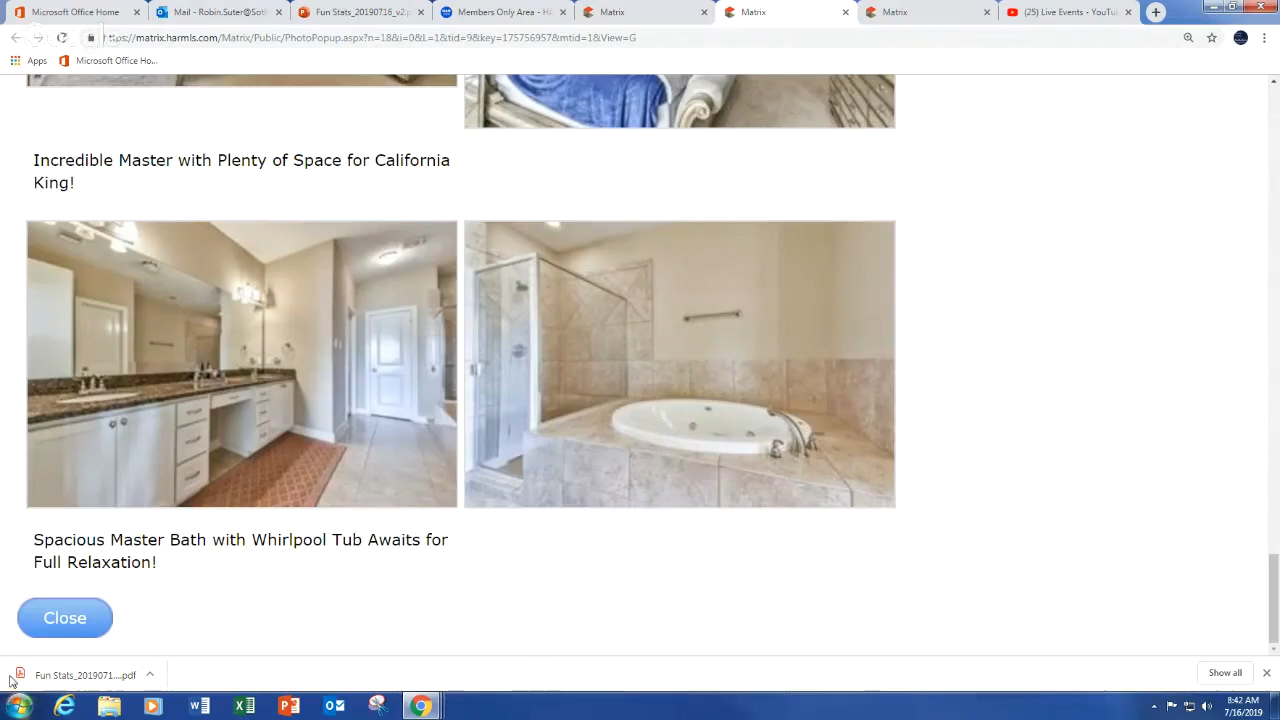 Microsoft Office Home
Mail - Robin.Suter@Soth
Fun Stats_20190716_v2.p
Members Only Area - Ho
Matrix
Matrix
Matrix
(25) Live Events - YouTu
ps://matrix.harmls.com/Matrix/Public/PhotoPopup.aspx?n=18&i=0&L=1&tid=9&key=175756957&mtid=1&View=G
Apps
Microsoft Office Ho...
Incredible Master with Plenty of Space for California
King!
Spacious Master Bath with Whirlpool Tub Awaits for
Full Relaxation!
Close
Fun Stats_2019071....pdf
Show all
8:42 AM
7/16/2019